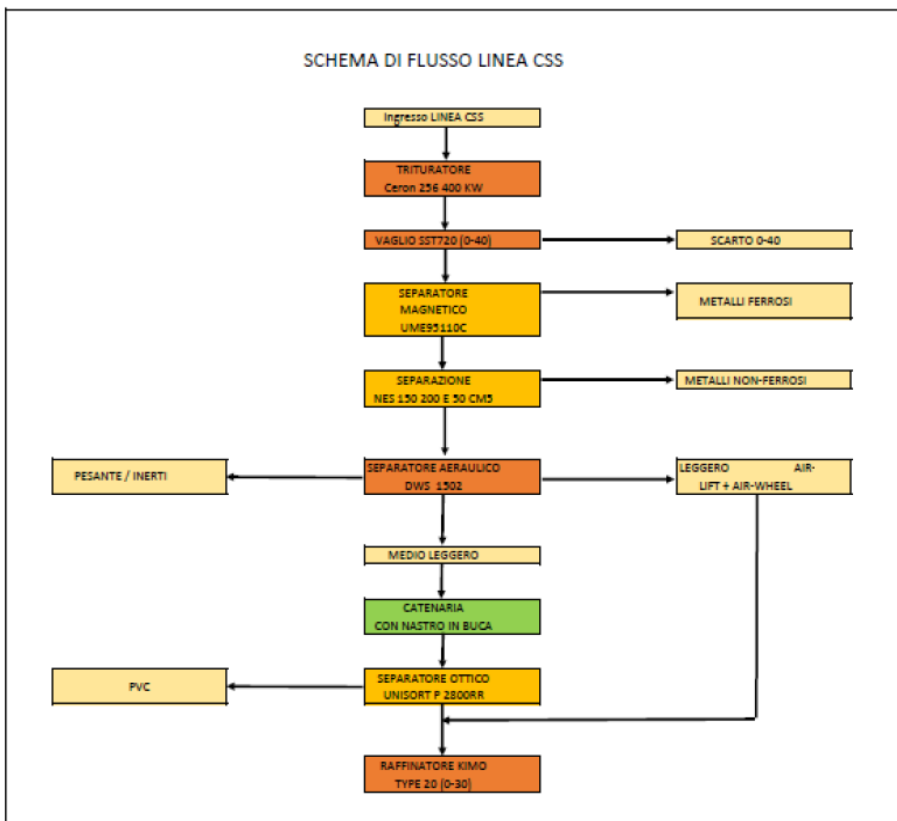 SCHEMA DI FLUSSO LINEA CSS
Ingresso LINEA CSS
TRITURATORE
Ceron 256 400 KW
VAGLIO SST720 (0-40)
SCARTO 0-40
SEPARATORE
MAGNETICO
UME95110C
METALLI FERROSI
SEPARAZIONE
NES 150 200 E 50 CM5
METALLI NON-FERROSI
PESANTE / INERTI
SEPARATORE AERAULICO
DWS 1502
LEGGERO AIR-
LIFT + AIR-WHEEL
MEDIO LEGGERO
CATENARIA
CON NASTRO IN BUCA
PVC
SEPARATORE OTTICO
UNISORT P 2800RR
RAFFINATORE KIMO
TYPE 20 (0-30)